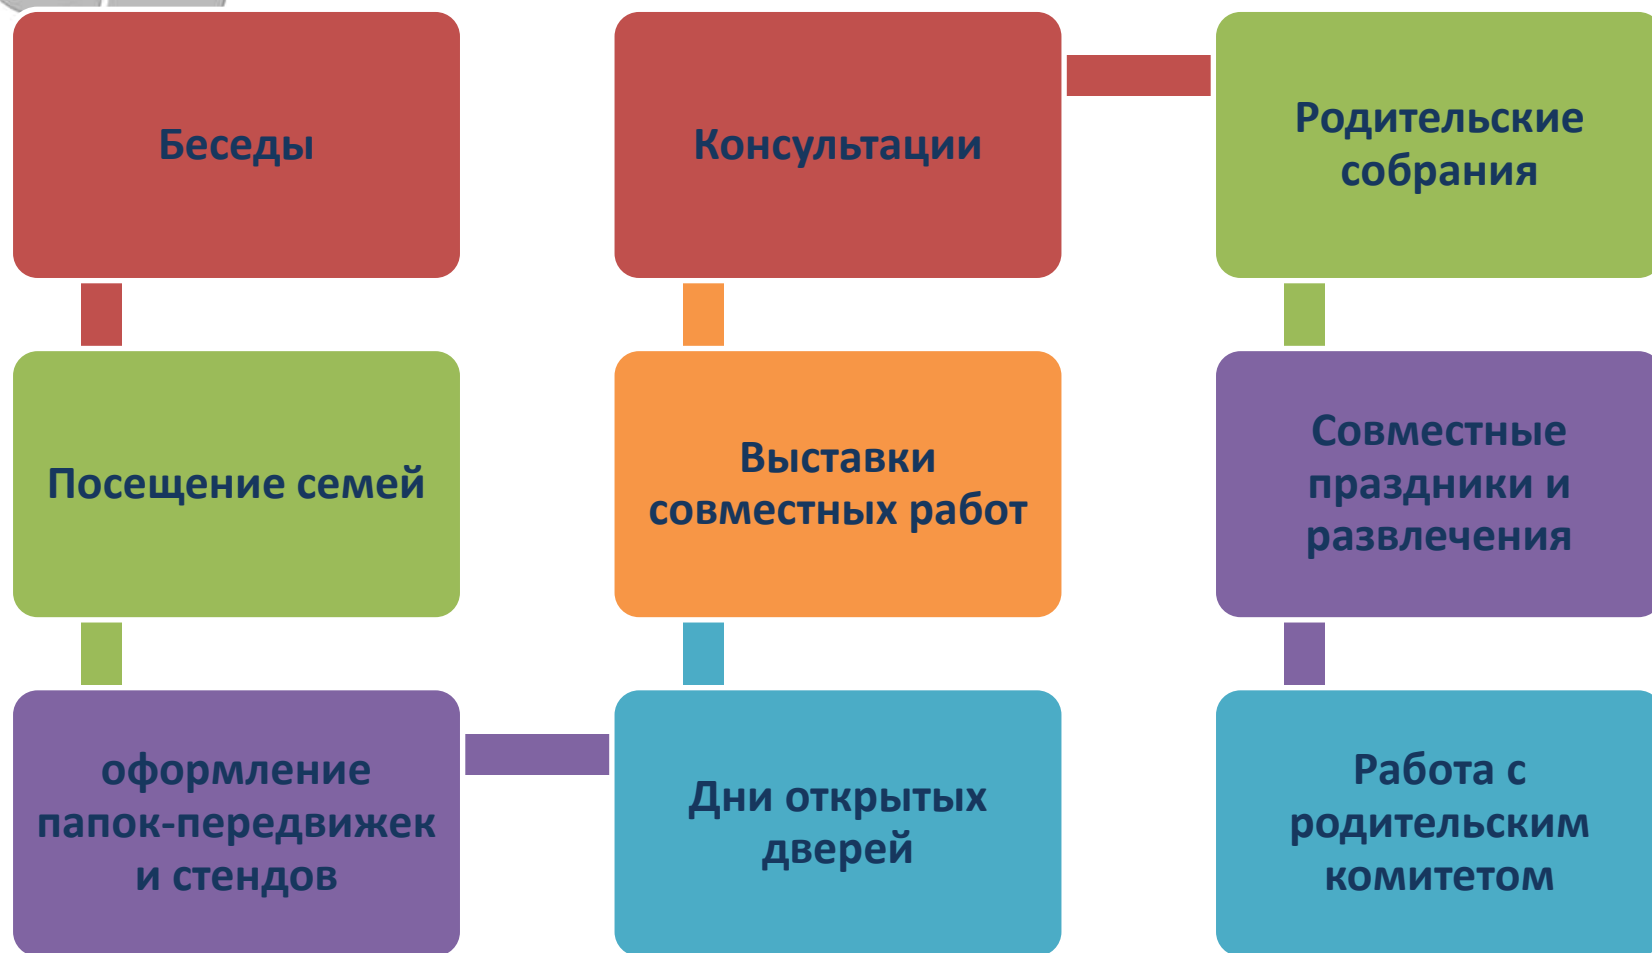 Беседы
Посещение семей
оформление
папок-передвижек
и стендов
Дни открытых
дверей
Выставки
совместных работ
Консультации
Родительские
собрания
Совместные
праздники и
развлечения
Работа с
родительским
комитетом